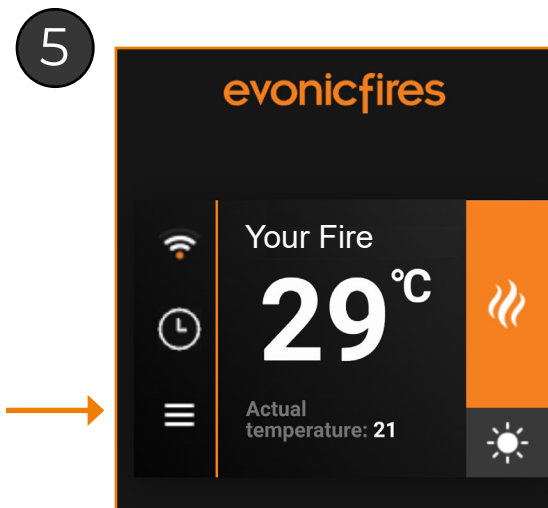 5
evonicfires
Your Fire
29°C
Actual
temperature: 21